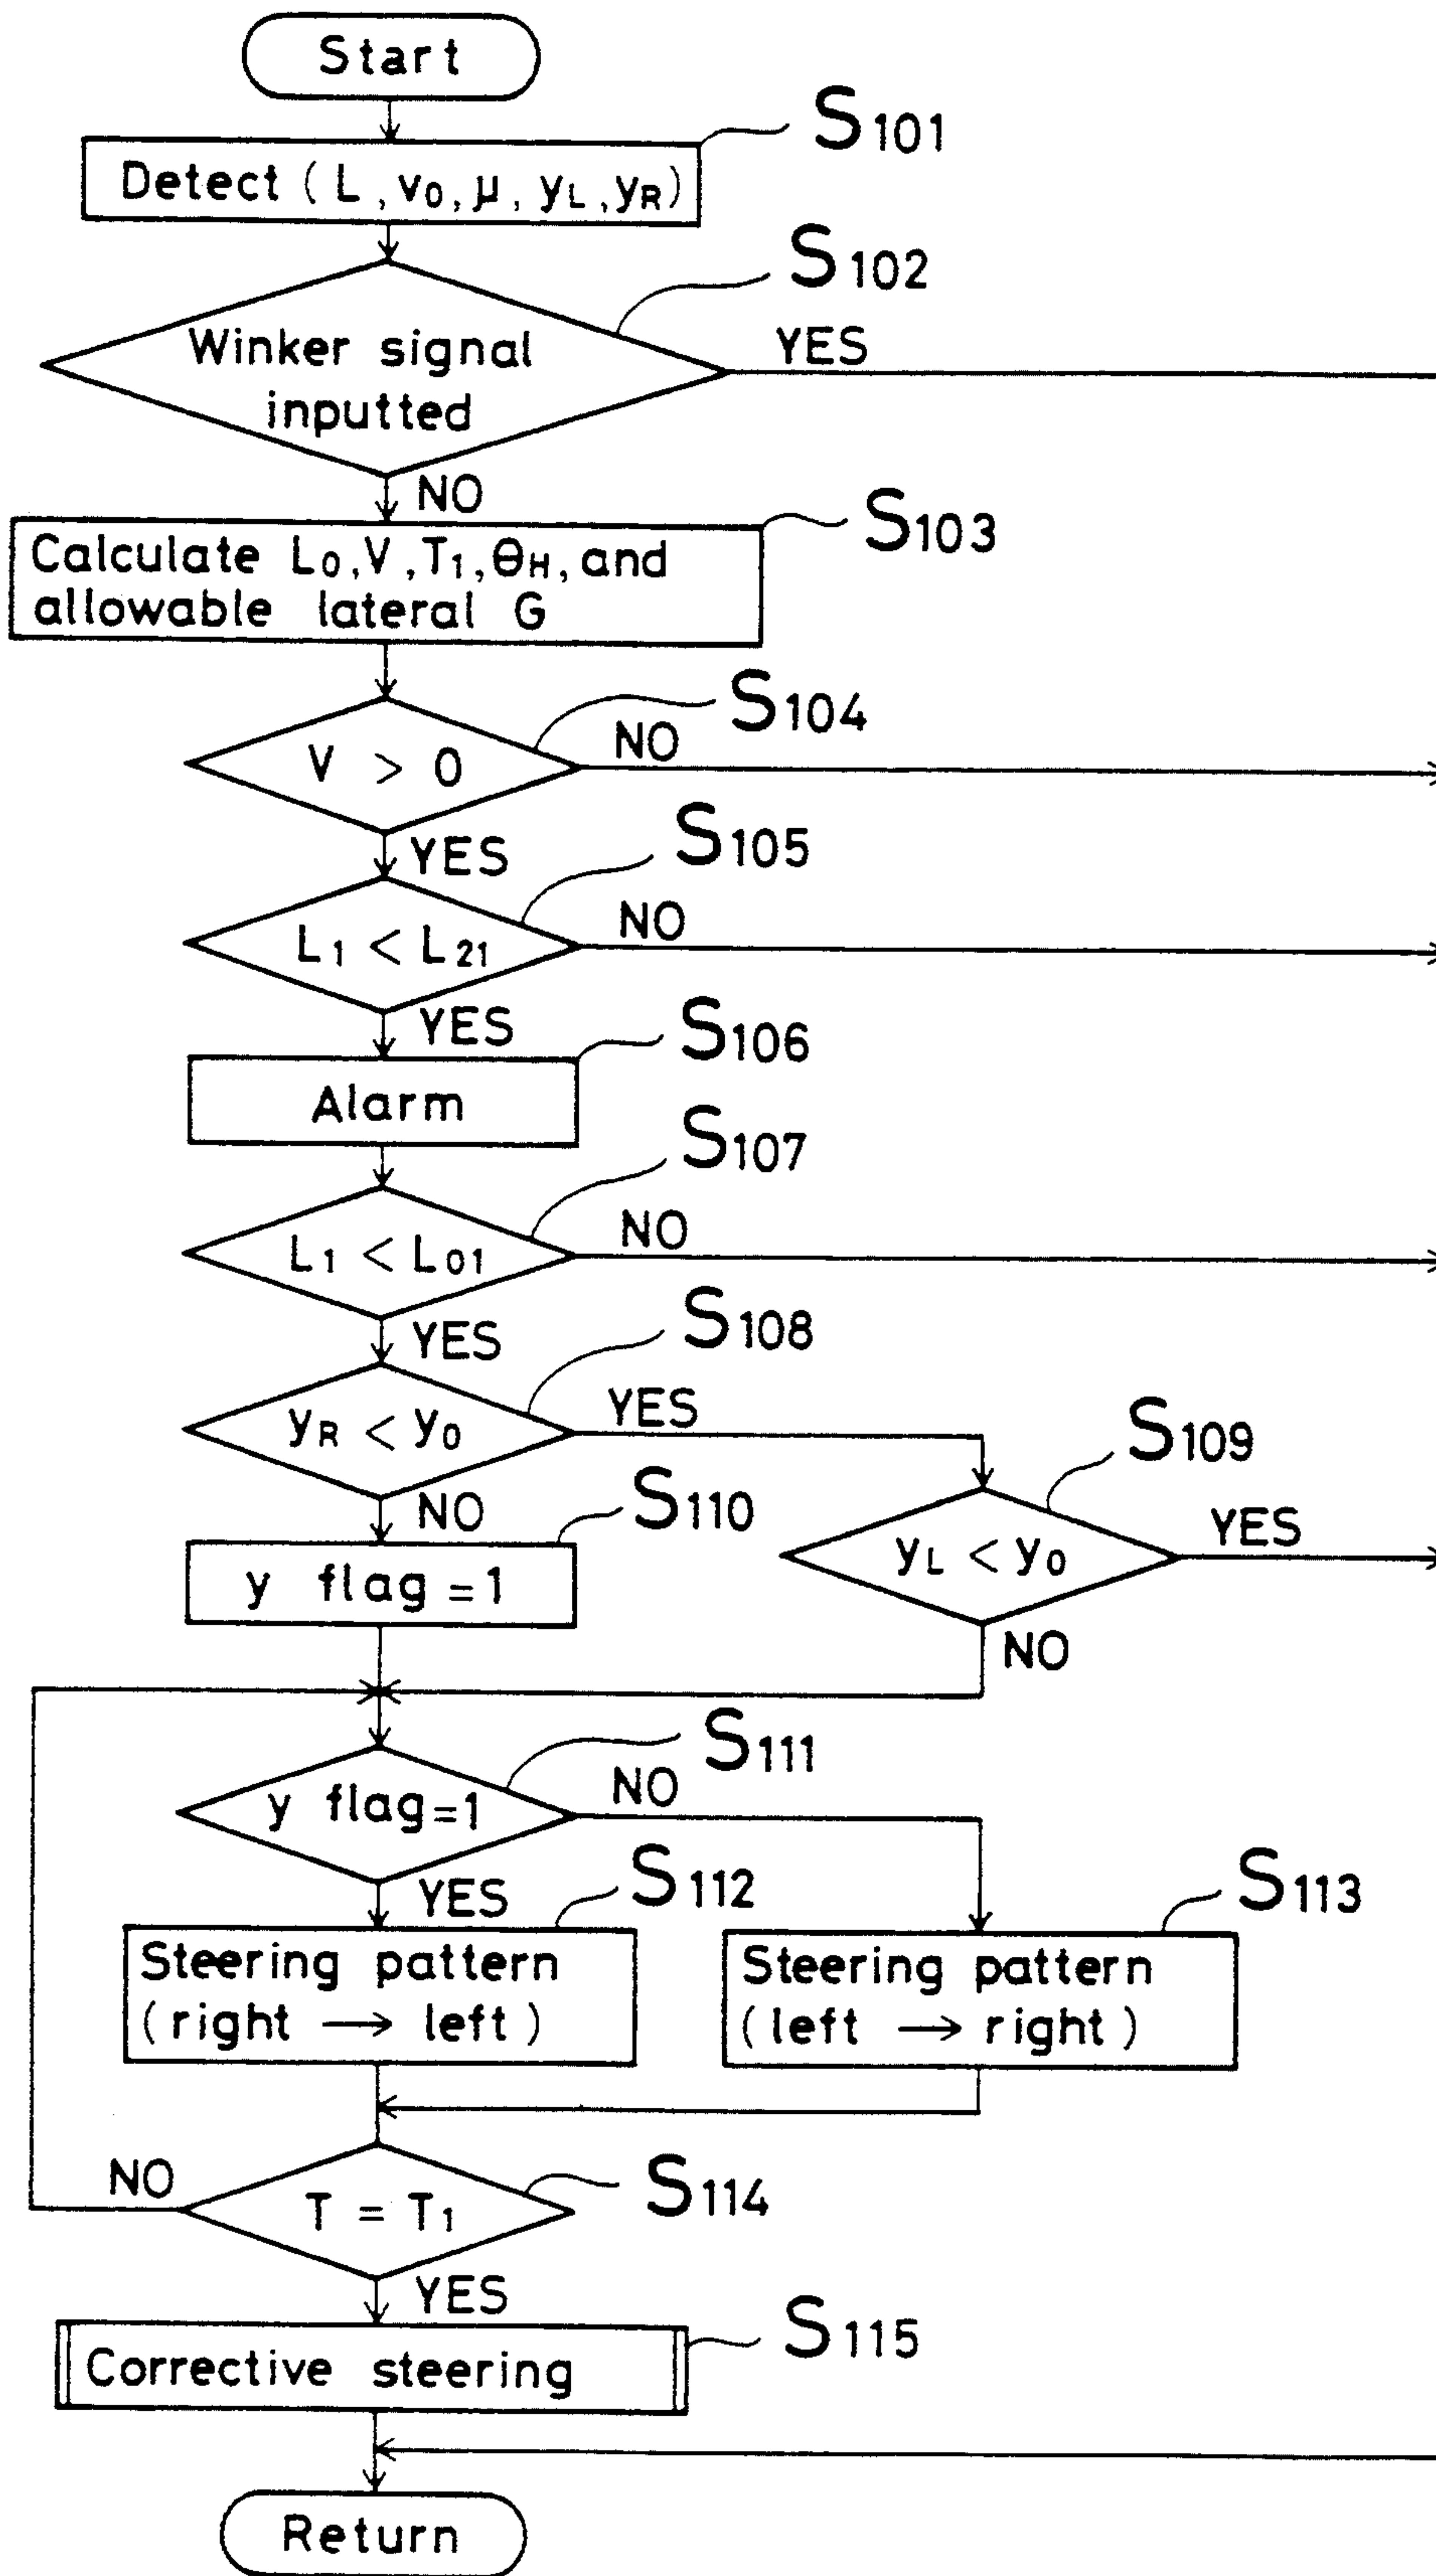 Start
S101
Detect ( L , v0 , μ , yL , yR )
S102
Winker signal
inputted
YES
NO
S103
Calculate L0 , V , T1 , θH , and
allowable lateral G
S104
V > 0
NO
YES
S105
L1 < L21
NO
YES
S106
Alarm
S107
L1 < L01
NO
YES
S108
yR < y0
YES
S109
NO
S110
yL < y0
YES
y flag = 1
NO
S111
y flag = 1
NO
YES
S112
S113
Steering pattern
( right → left )
Steering pattern
( left → right )
NO
S114
T = T1
YES
S115
Corrective steering
Return